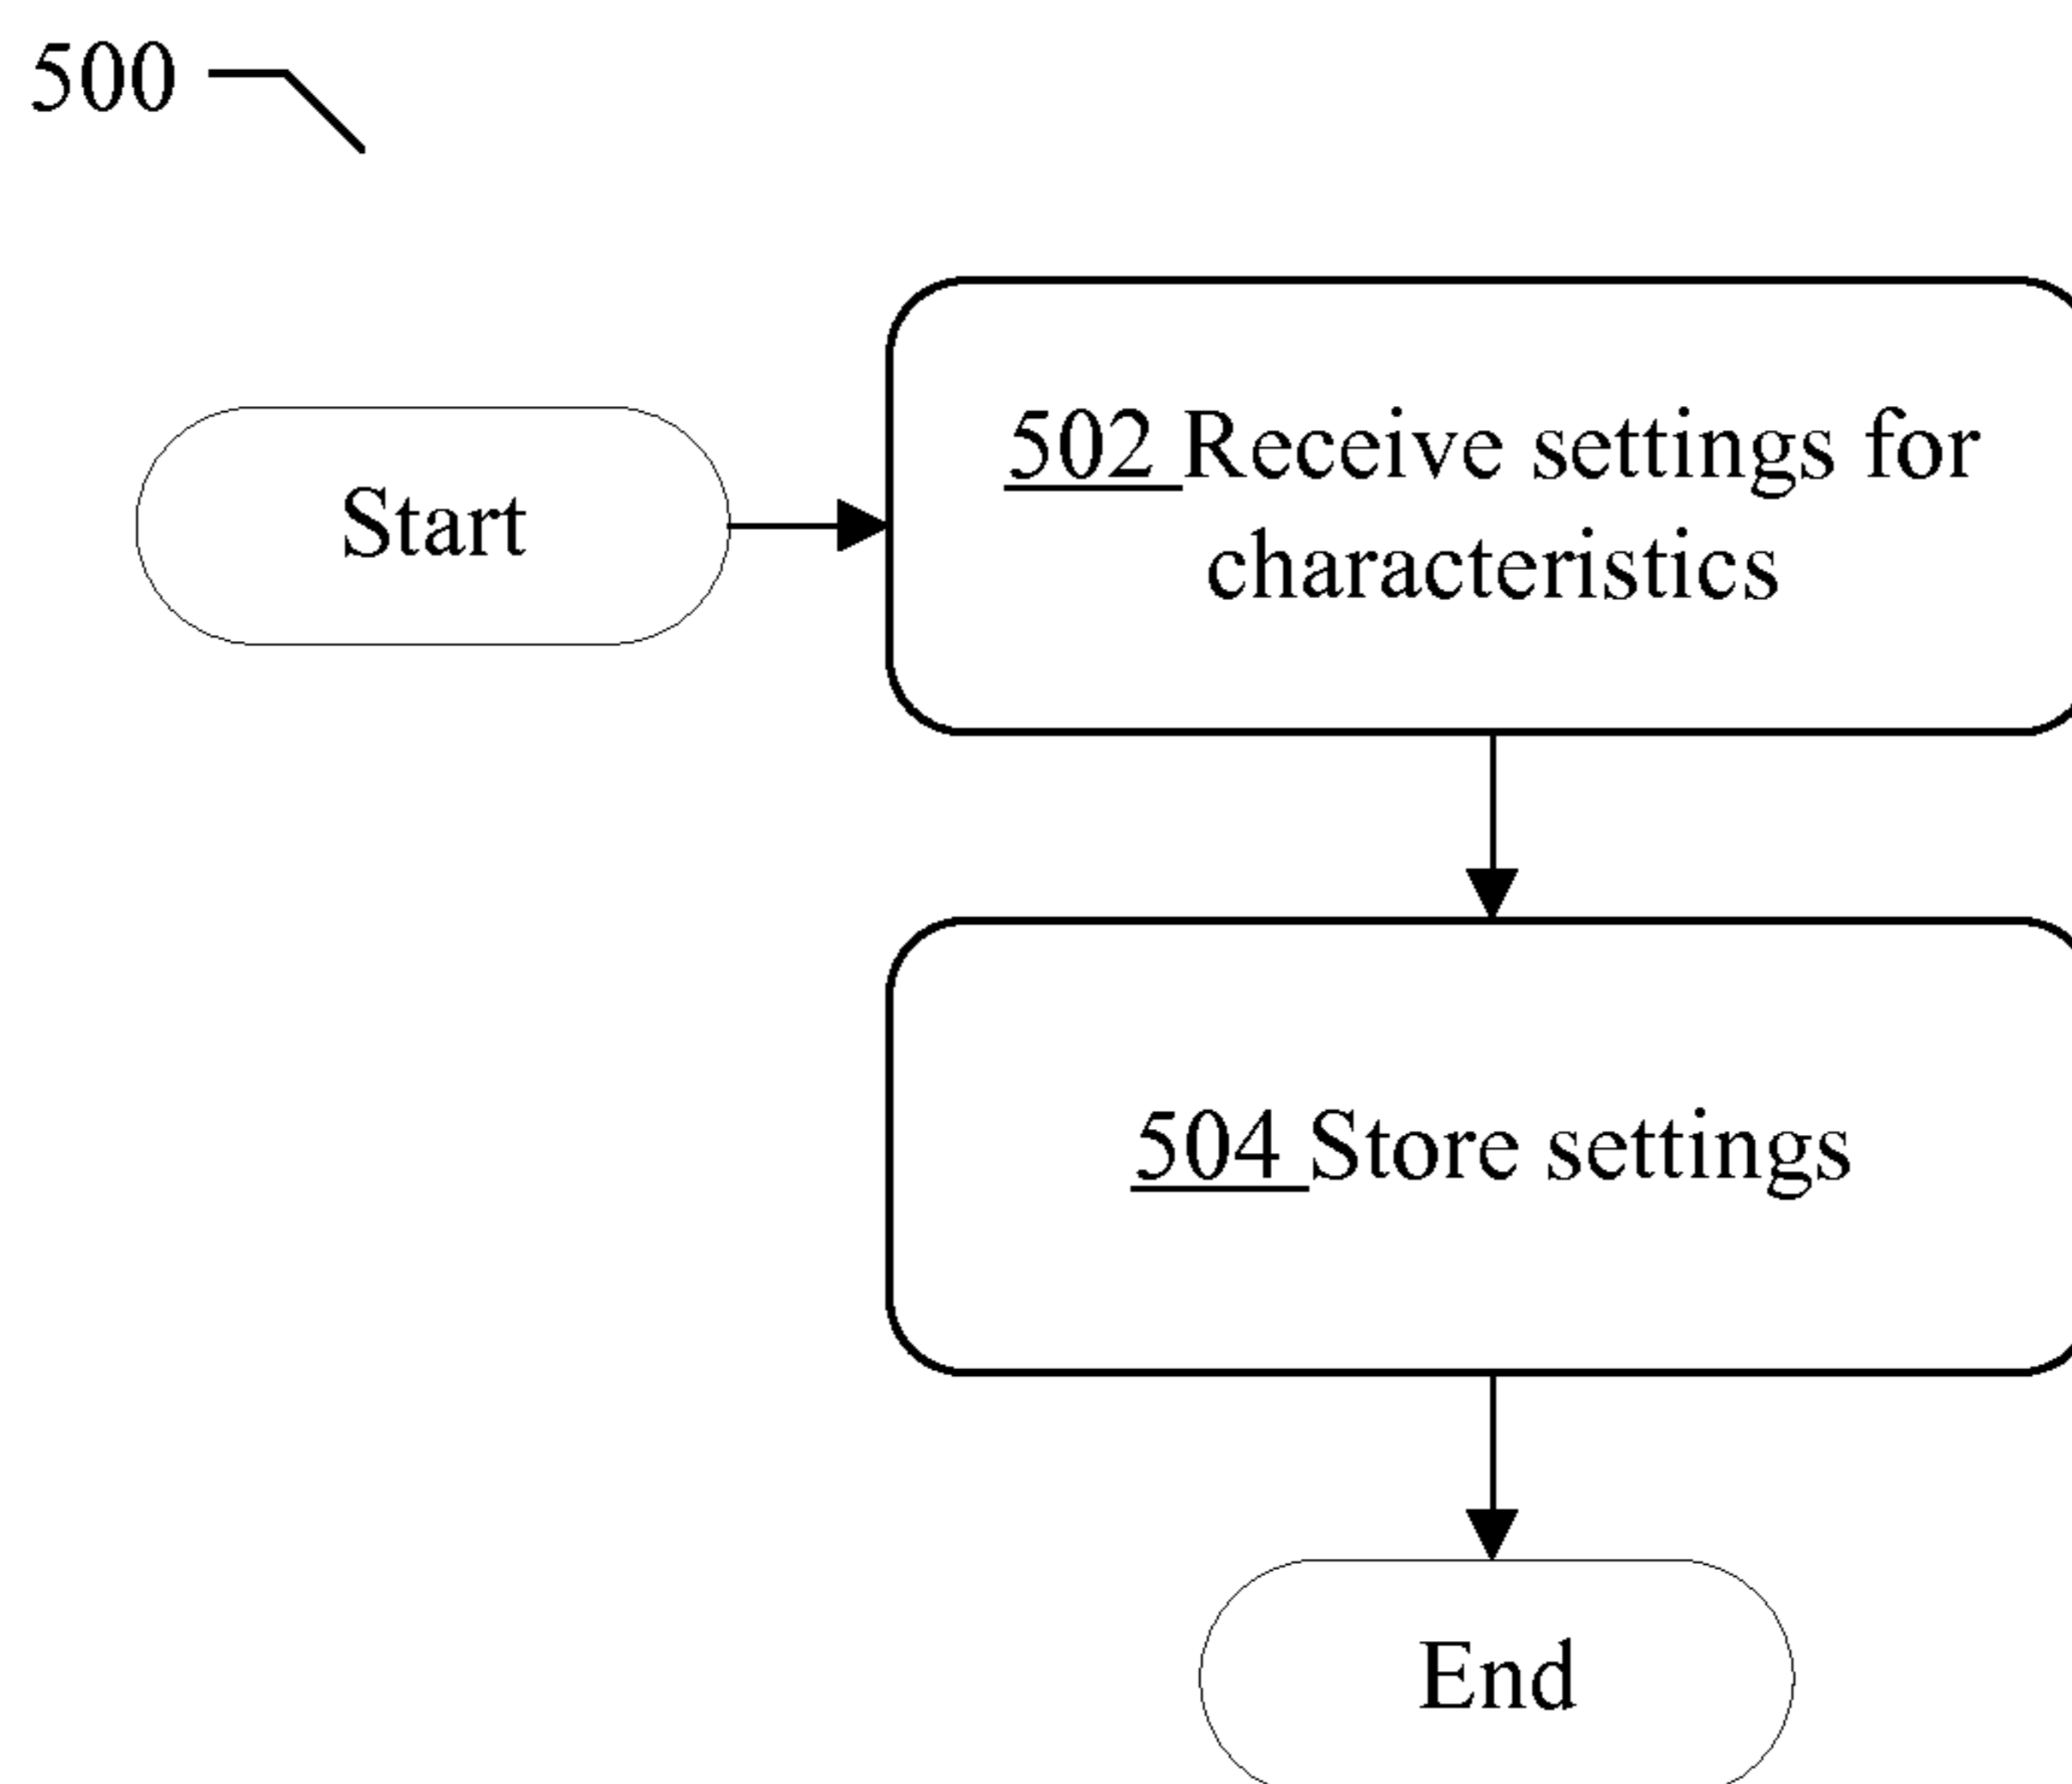 500
Start
502 Receive settings for
characteristics
504 Store settings
End